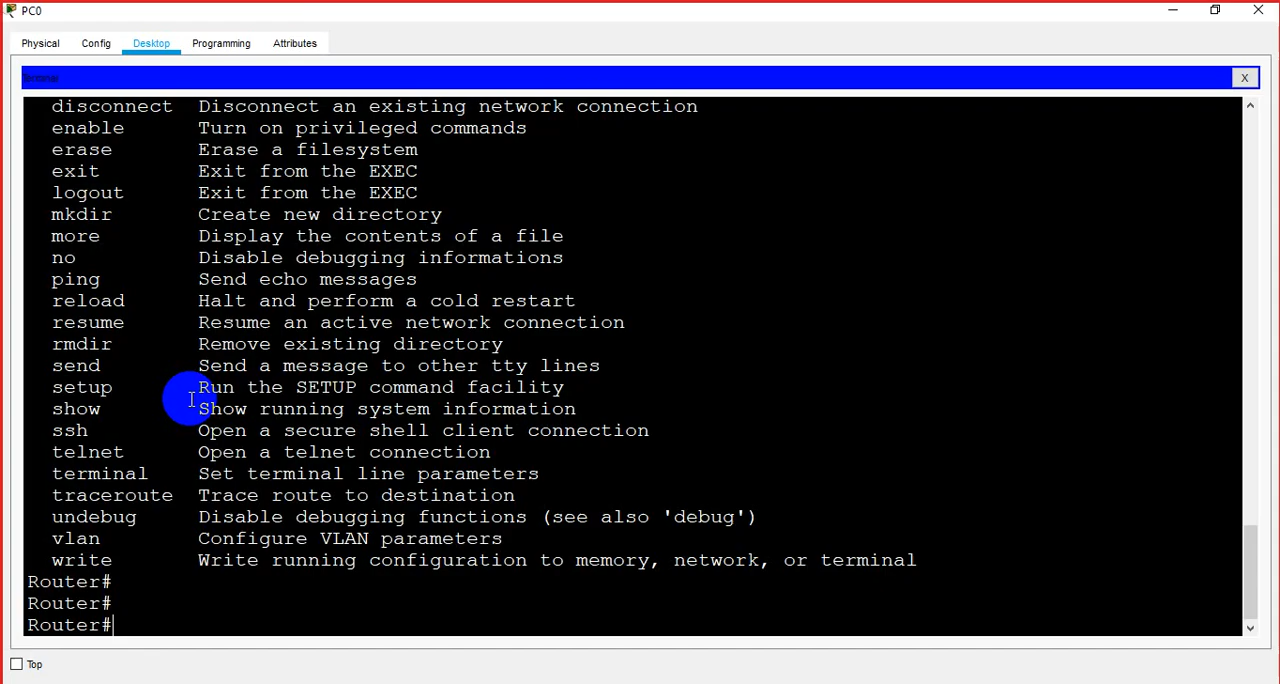 PC0
Physical Config Desktop Programming Attributes
Terminal
X
disconnect Disconnect an existing network connection
enable Turn on privileged commands
erase Erase a filesystem
exit Exit from the EXEC
logout Exit from the EXEC
mkdir Create new directory
more Display the contents of a file
no Disable debugging informations
ping Send echo messages
reload Halt and perform a cold restart
resume Resume an active network connection
rmdir Remove existing directory
send Send a message to other tty lines
setup Run the SETUP command facility
show Show running system information
ssh Open a secure shell client connection
telnet Open a telnet connection
terminal Set terminal line parameters
traceroute Trace route to destination
undebug Disable debugging functions (see also 'debug')
vlan Configure VLAN parameters
write Write running configuration to memory, network, or terminal
Router#
Router#
Router#
Top